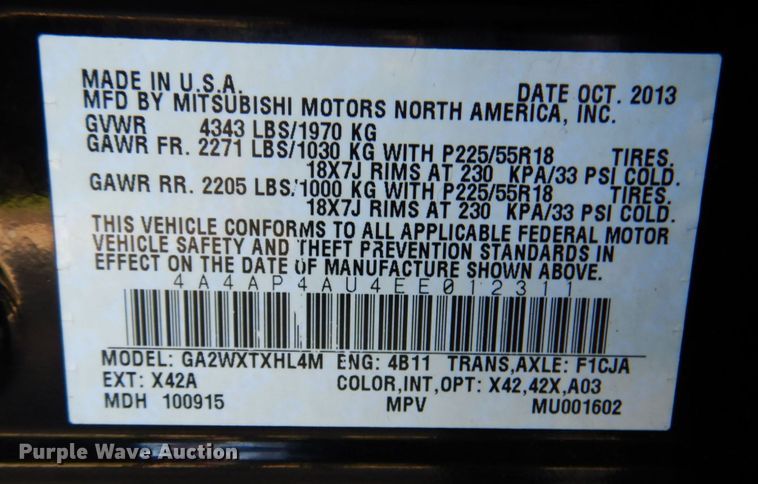 MADE IN U.S.A. DATE OCT. 2013
MFD BY MITSUBISHI MOTORS NORTH AMERICA, INC.
GVWR 4343 LBS/1970 KG
GAWR FR. 2271 LBS/1030 KG WITH P225/55R18 TIRES.
18X7J RIMS AT 230 KPA/33 PSI COLD.
GAWR RR. 2205 LBS/1000 KG WITH P225/55R18 TIRES.
18X7J RIMS AT 230 KPA/33 PSI COLD.
THIS VEHICLE CONFORMS TO ALL APPLICABLE FEDERAL MOTOR
VEHICLE SAFETY AND THEFT PREVENTION STANDARDS IN
EFFECT ON THE DATE OF MANUFACTURE SHOWN ABOVE.
4A4AP4AU4EE012311
MODEL: GA2WXTXHL4M ENG: 4B11 TRANS,AXLE: F1CJA
EXT: X42A COLOR,INT,OPT: X42,42X,A03
MDH 100915 MPV MU001602
Purple Wave Auction